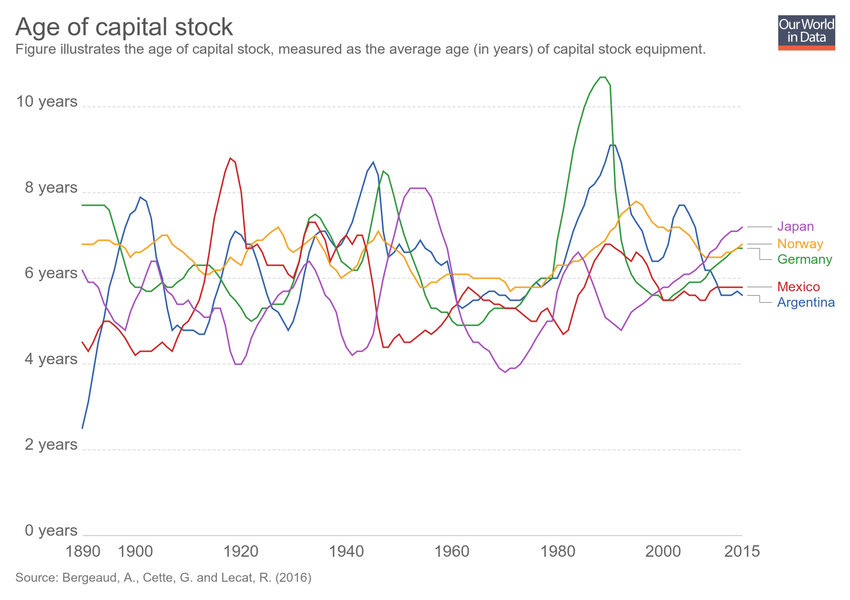 Age of capital stock
Figure illustrates the age of capital stock, measured as the average age (in years) of capital stock equipment.
Our World
in Data
10 years
8 years
6 years
4 years
2 years
0 years
1890
1900
1920
1940
1960
1980
2000
2015
Japan
Norway
Germany
Mexico
Argentina
Source: Bergeaud, A., Cette, G. and Lecat, R. (2016)